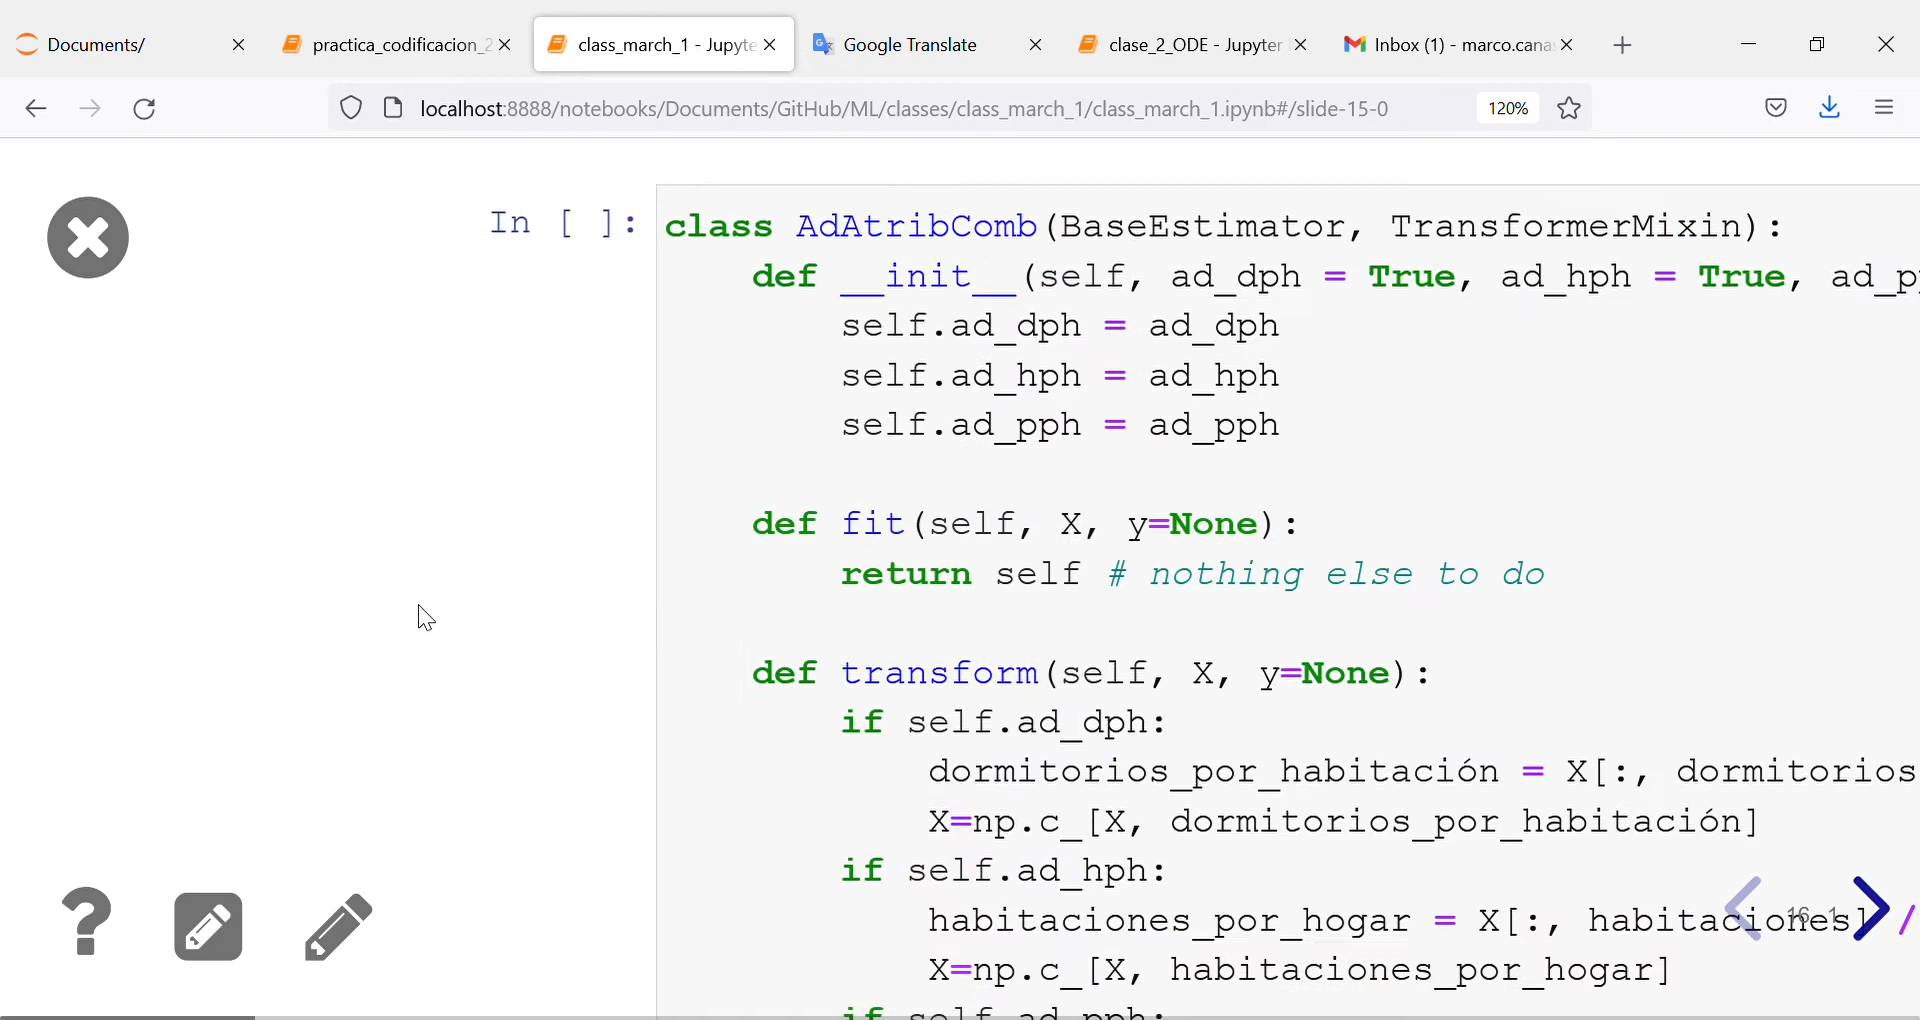 Documents/
practica_codificacion_2
class_march_1 - Jupyte
Google Translate
clase_2_ODE - Jupyter
Inbox (1) - marco.cana
localhost:8888/notebooks/Documents/GitHub/ML/classes/class_march_1/class_march_1.ipynb#/slide-15-0
120%
In [ ]:
class AdAtribComb(BaseEstimator, TransformerMixin):
def __init__(self, ad_dph = True, ad_hph = True, ad_p
self.ad_dph = ad_dph
self.ad_hph = ad_hph
self.ad_pph = ad_pph
def fit(self, X, y=None):
return self # nothing else to do
def transform(self, X, y=None):
if self.ad_dph:
dormitorios_por_habitación = X[:, dormitorios
X=np.c_[X, dormitorios_por_habitación]
if self.ad_hph:
habitaciones_por_hogar = X[:, habitaciones] /
X=np.c_[X, habitaciones_por_hogar]
if self.ad_pph: